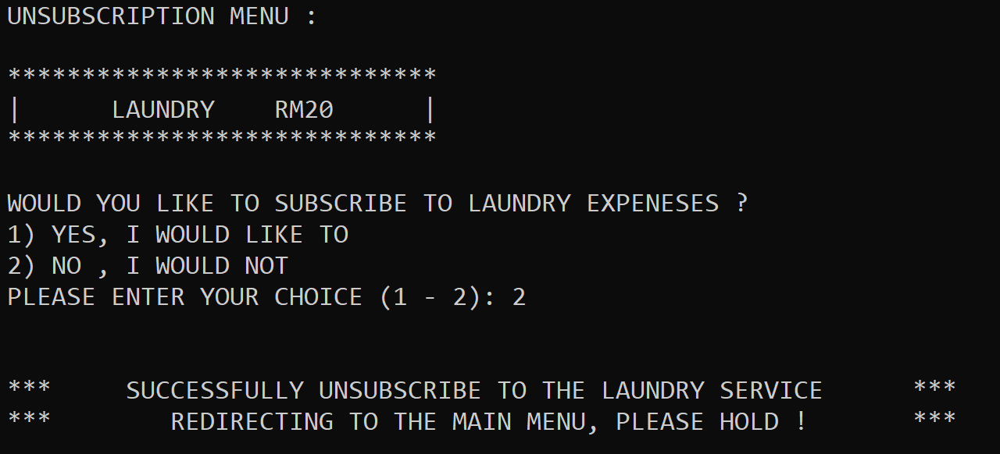 UNSUBSCRIPTION MENU :
*****************************
|      LAUNDRY    RM20      |
*****************************
WOULD YOU LIKE TO SUBSCRIBE TO LAUNDRY EXPENESES ?
1) YES, I WOULD LIKE TO
2) NO , I WOULD NOT
PLEASE ENTER YOUR CHOICE (1 - 2): 2
***     SUCCESSFULLY UNSUBSCRIBE TO THE LAUNDRY SERVICE      ***
***        REDIRECTING TO THE MAIN MENU, PLEASE HOLD !       ***